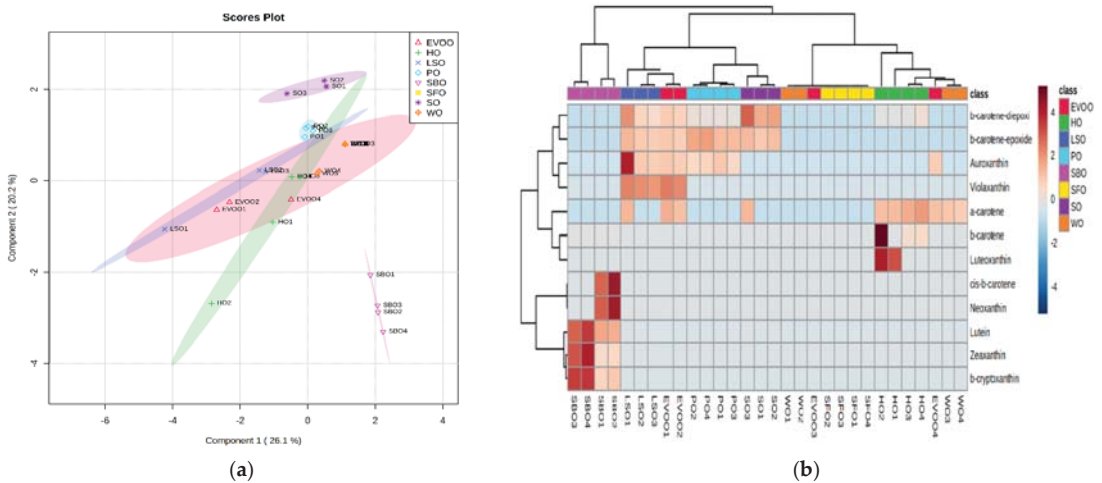 Scores Plot
EVOO
HO
LSO
PO
SBO
SFO
SO
WO
SO2
SO1
SO3
PO2
PO1
LSO2
EVOO2
EVOO4
EVOO1
HO1
LSO1
HO2
SBO1
SBO3
SBO2
SBO4
2
0
-2
-4
-6
-4
-2
0
2
4
Component 2 ( 20.2 %)
Component 1 ( 26.1 %)
(a)
class
b-carotene-diepoxi
b-carotene-epoxide
Auroxanthin
Violaxanthin
a-carotene
b-carotene
Luteoxanthin
cis-b-carotene
Neoxanthin
Lutein
Zeaxanthin
b-cryptoxanthin
SBO3
SBO4
SBO1
SBO2
LSO1
LSO2
LSO3
EVOO1
EVOO2
PO2
PO4
PO1
PO3
SO3
SO1
SO2
WO1
WO2
EVOO3
SFO2
SFO3
SFO1
SFO4
HO2
HO1
HO3
HO4
EVOO4
WO3
WO4
4
2
0
-2
-4
class
EVOO
HO
LSO
PO
SBO
SFO
SO
WO
(b)